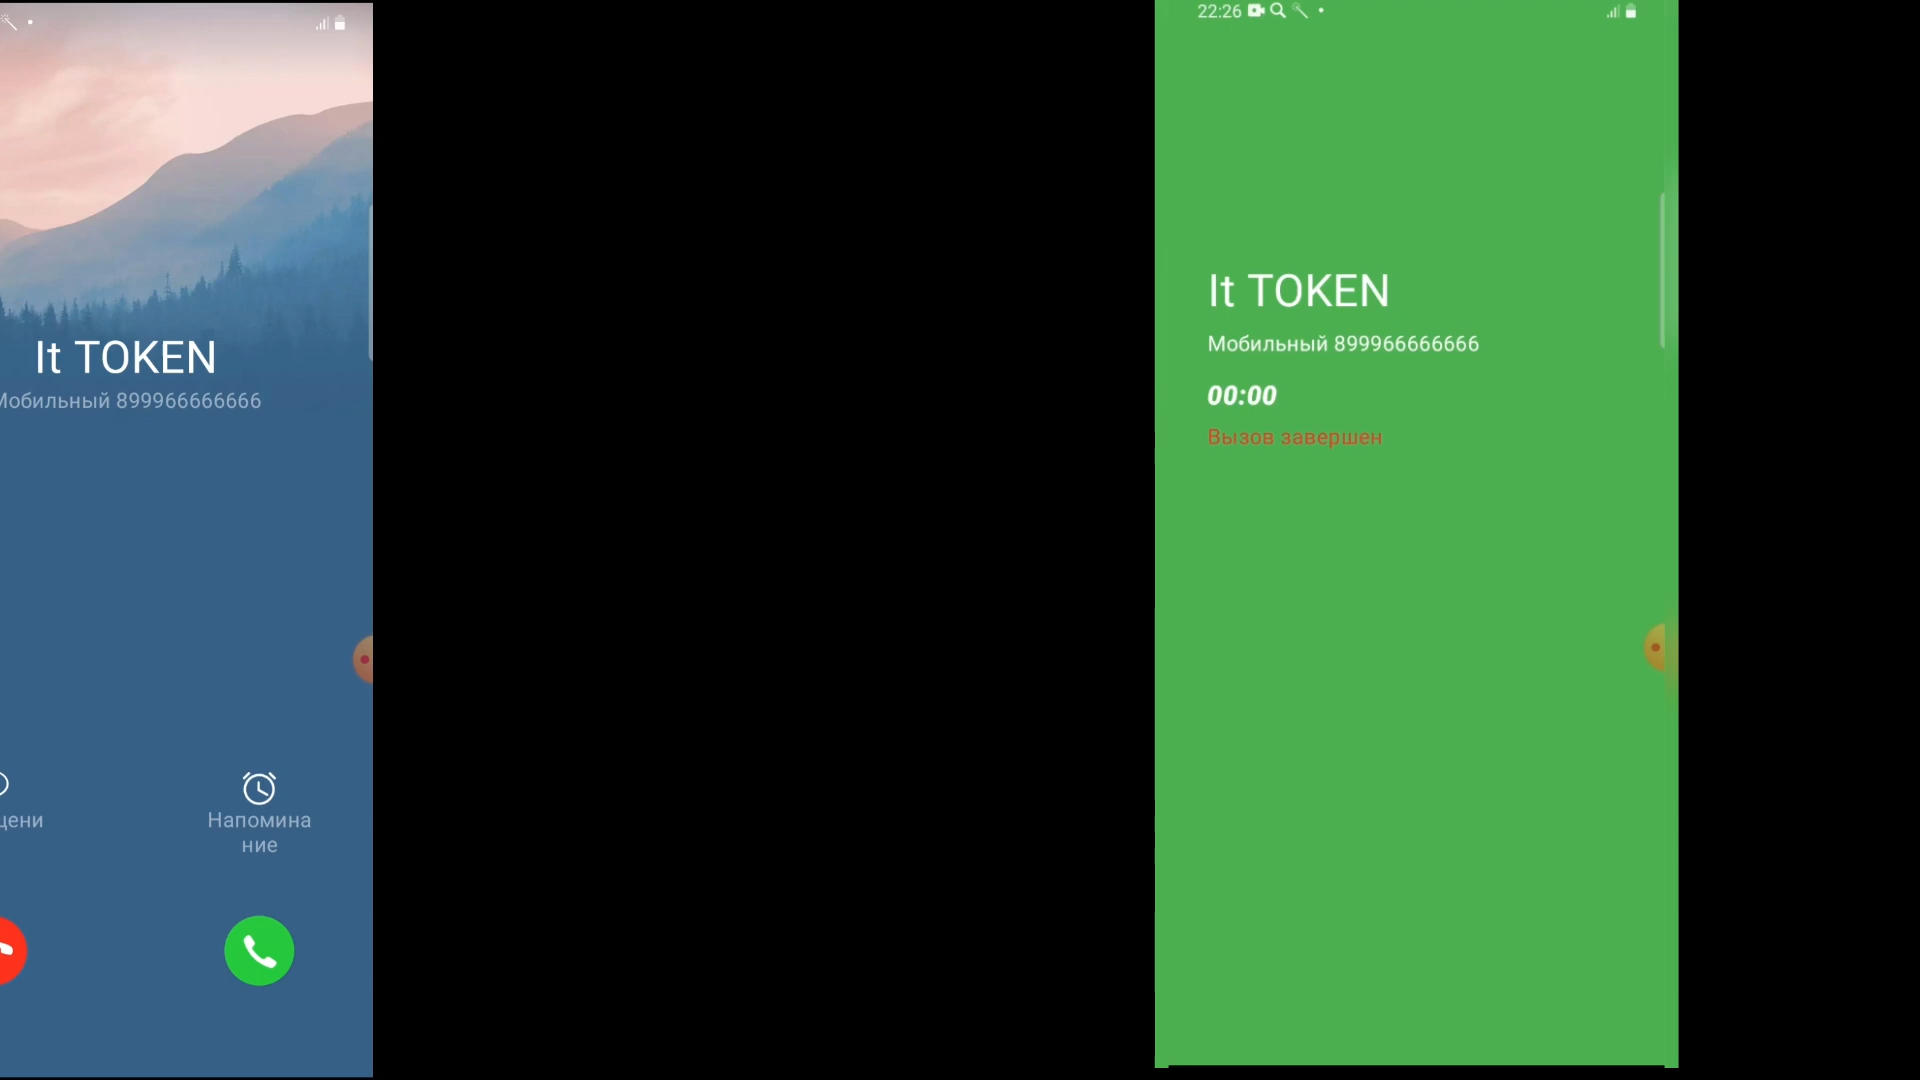 It TOKEN
Мобильный 899966666666
Напомина
ние
22:26
It TOKEN
Мобильный 899966666666
00:00
Вызов завершен